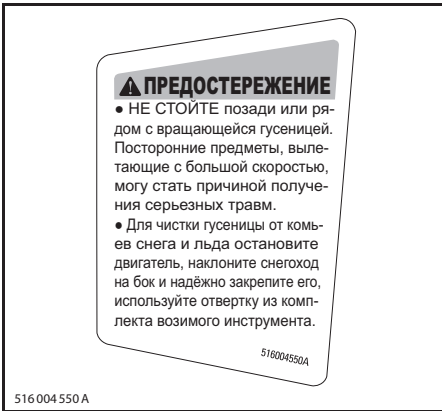 ПРЕДОСТЕРЕЖЕНИЕ
● НЕ СТОЙТЕ позади или ря-
дом с вращающейся гусеницей.
Посторонние предметы, выле-
тающие с большой скоростью,
могу стать причиной получе-
ния серьезных травм.
● Для чистки гусеницы от комь-
ев снега и льда остановите
двигатель, наклоните снегоход
на бок и надёжно закрепите его,
используйте отвертку из комп-
лекта возимого инструмента.
516004550A
516 004 550 A